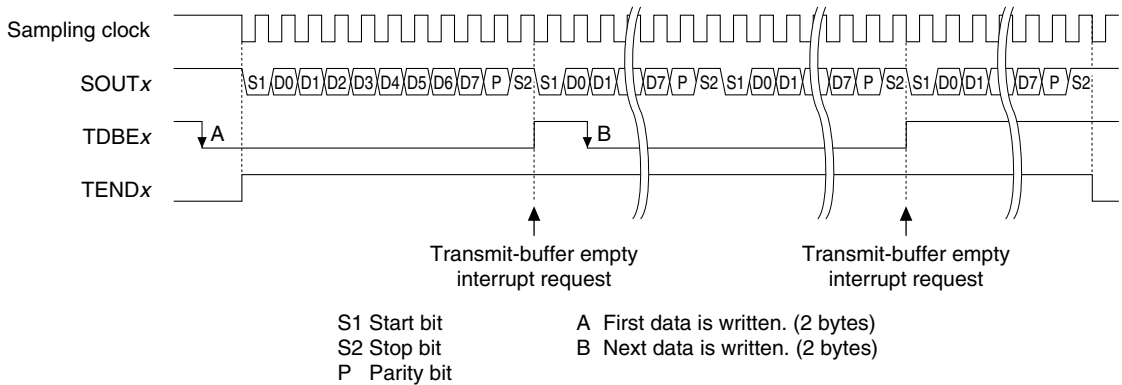 Sampling clock
SOUTx S1 D0 D1 D2 D3 D4 D5 D6 D7 P S2 S1 D0 D1 D7 P S2 S1 D0 D1 D7 P S2 S1 D0 D1 D7 P S2
TDBEx A B
TENDx
Transmit-buffer empty
interrupt request
Transmit-buffer empty
interrupt request
S1 Start bit
S2 Stop bit
P Parity bit
A First data is written. (2 bytes)
B Next data is written. (2 bytes)